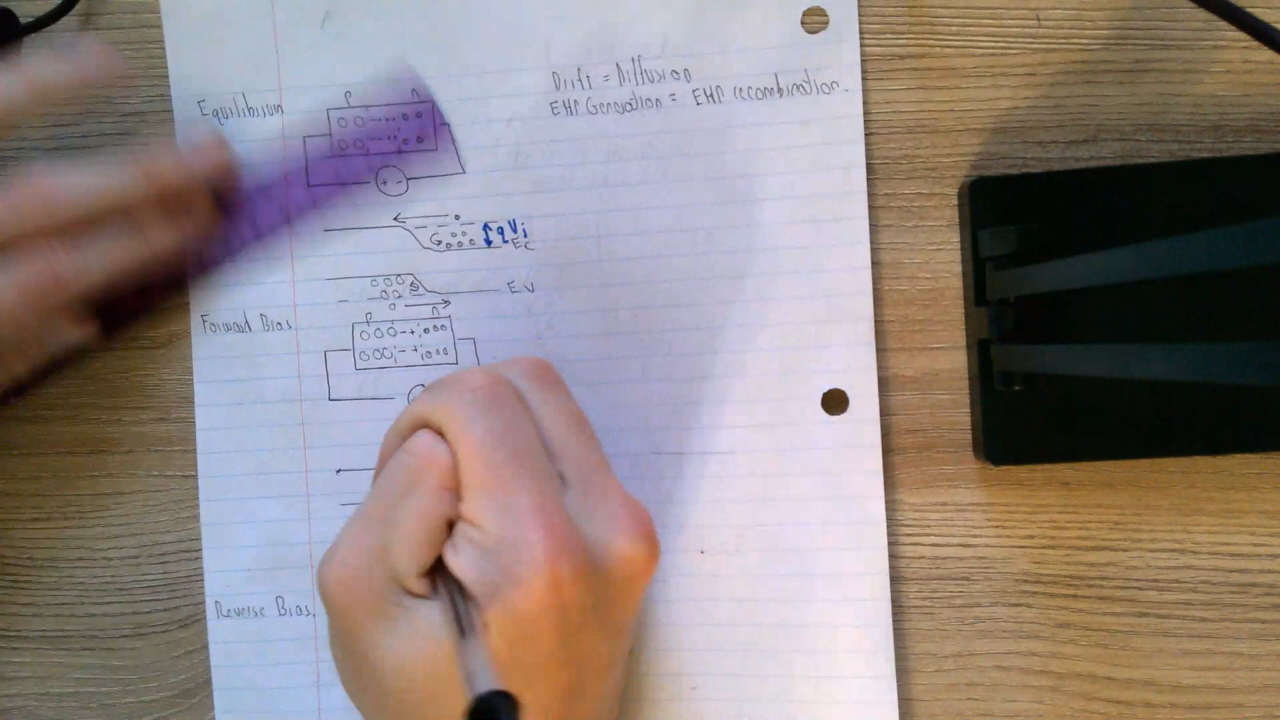 Drift = Diffusion
Equilibrium
EHP Generation = EHP recombination.
P n
+ -
qVi
Ec
Ev
P n
Forward Bias
Reverse Bias.